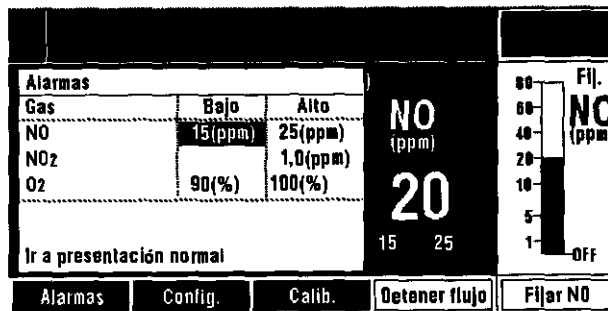 Alarmas
Gas Bajo Alto
NO 15(ppm) 25(ppm)
NO2 1,0(ppm)
O2 90(%) 100(%)
Ir a presentación normal
NO
(ppm)
20
15 25
Fij.
NO
(ppm
80
60
40
20
10
5
1
OFF
Alarmas Config. Calib. Detener flujo Fijar NO